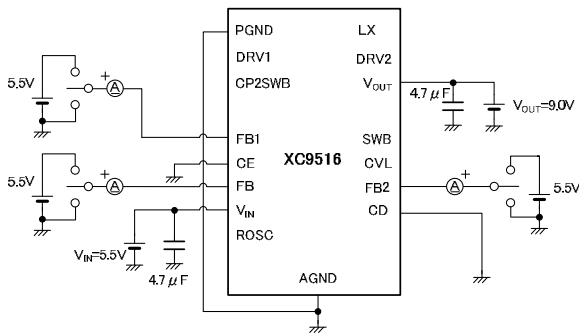 PGND
LX
DRV1
DRV2
CP2SWB
VOUT
5.5V
+
A
4.7μF
VOUT=9.0V
FB1
SWB
CE
XC9516
CVL
5.5V
+
A
FB
FB2
+
A
5.5V
VIN
CD
ROSC
VIN=5.5V
4.7μF
AGND